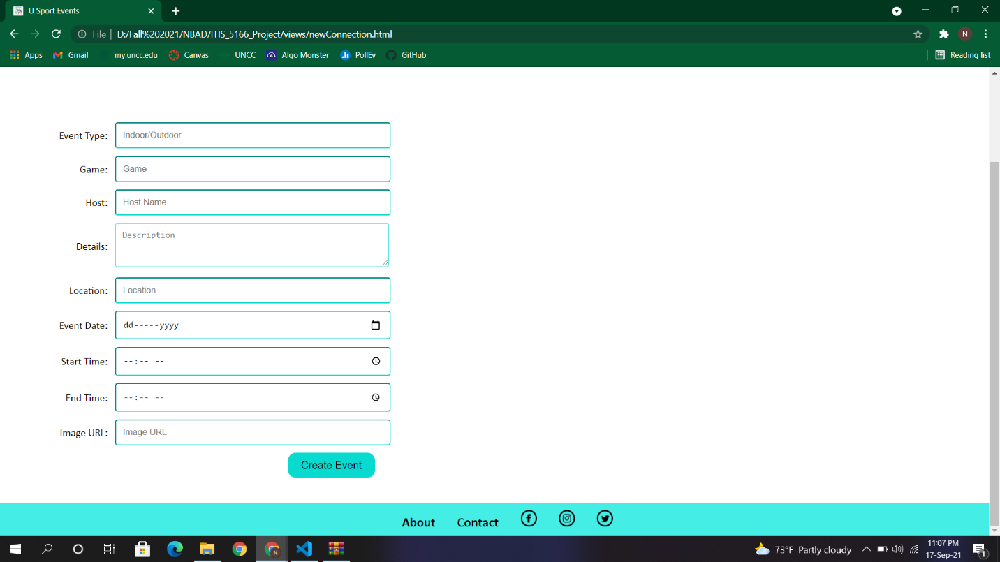 U Sport Events
File | D:/Fall%202021/NBAD/ITIS_5166_Project/views/newConnection.html
N
Apps Gmail my.uncc.edu Canvas UNCC Algo Monster PollEv GitHub Reading list
Event Type: Indoor/Outdoor
Game: Game
Host: Host Name
Details: Description
Location: Location
Event Date: dd-----yyyy
Start Time: --:-- --
End Time: --:-- --
Image URL: Image URL
Create Event
About Contact
73°F Partly cloudy
11:07 PM
17-Sep-21
1
N